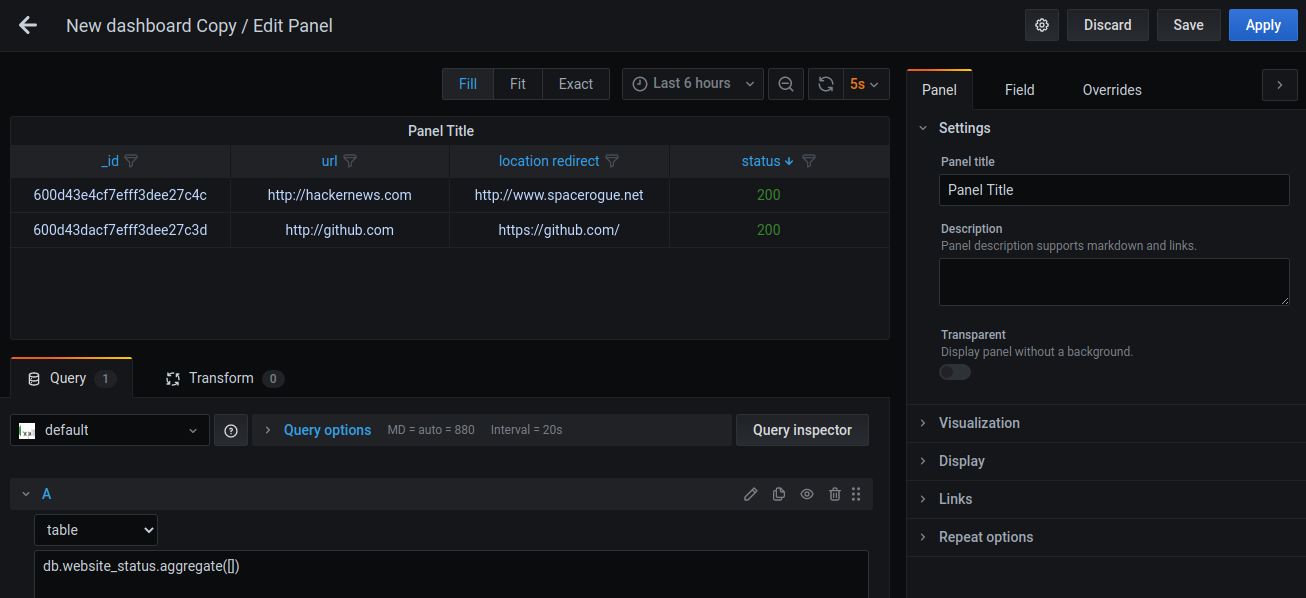 New dashboard Copy / Edit Panel
Discard
Save
Apply
Fill
Fit
Exact
Last 6 hours
5s
Panel Title
_id
url
location redirect
status
600d43e4cf7efff3dee27c4c
http://hackernews.com
http://www.spacerogue.net
200
600d43dacf7efff3dee27c3d
http://github.com
https://github.com/
200
Query 1
Transform 0
default
Query options
MD = auto = 880
Interval = 20s
Query inspector
A
table
db.website_status.aggregate([])
Panel
Field
Overrides
Settings
Panel title
Panel Title
Description
Panel description supports markdown and links.
Transparent
Display panel without a background.
Visualization
Display
Links
Repeat options